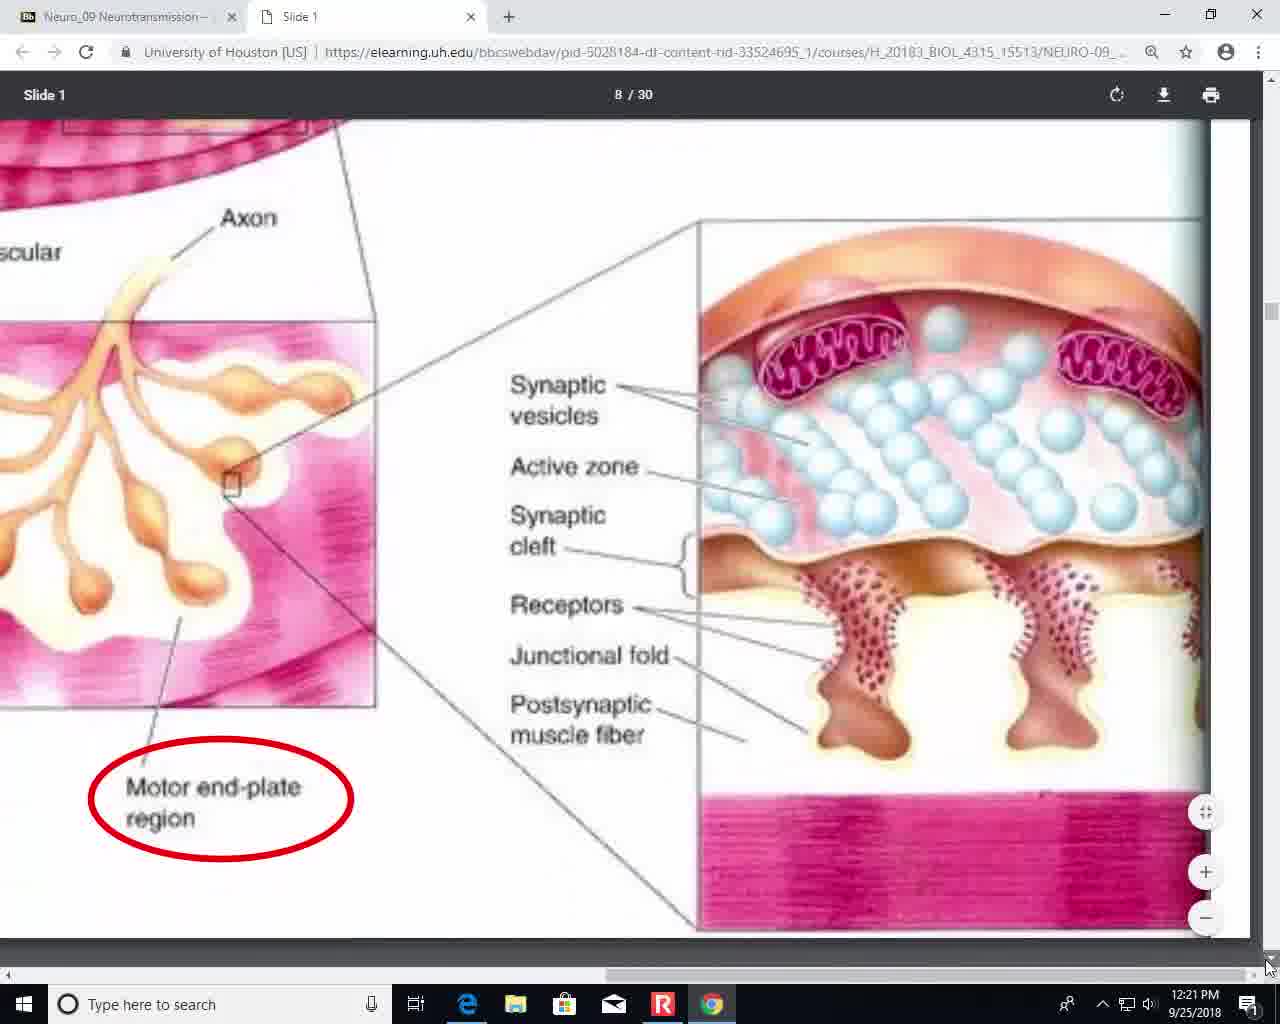 Neuro_09 Neurotransmission –
Slide 1
University of Houston [US]
https://elearning.uh.edu/bbcswebdav/pid-5028184-dt-content-rid-33524695_1/courses/H_20183_BIOL_4315_15513/NEURO-09_...
Slide 1
8 / 30
Axon
scular
Synaptic
vesicles
Active zone
Synaptic
cleft
Receptors
Junctional fold
Postsynaptic
muscle fiber
Motor end-plate
region
Type here to search
12:21 PM
9/25/2018